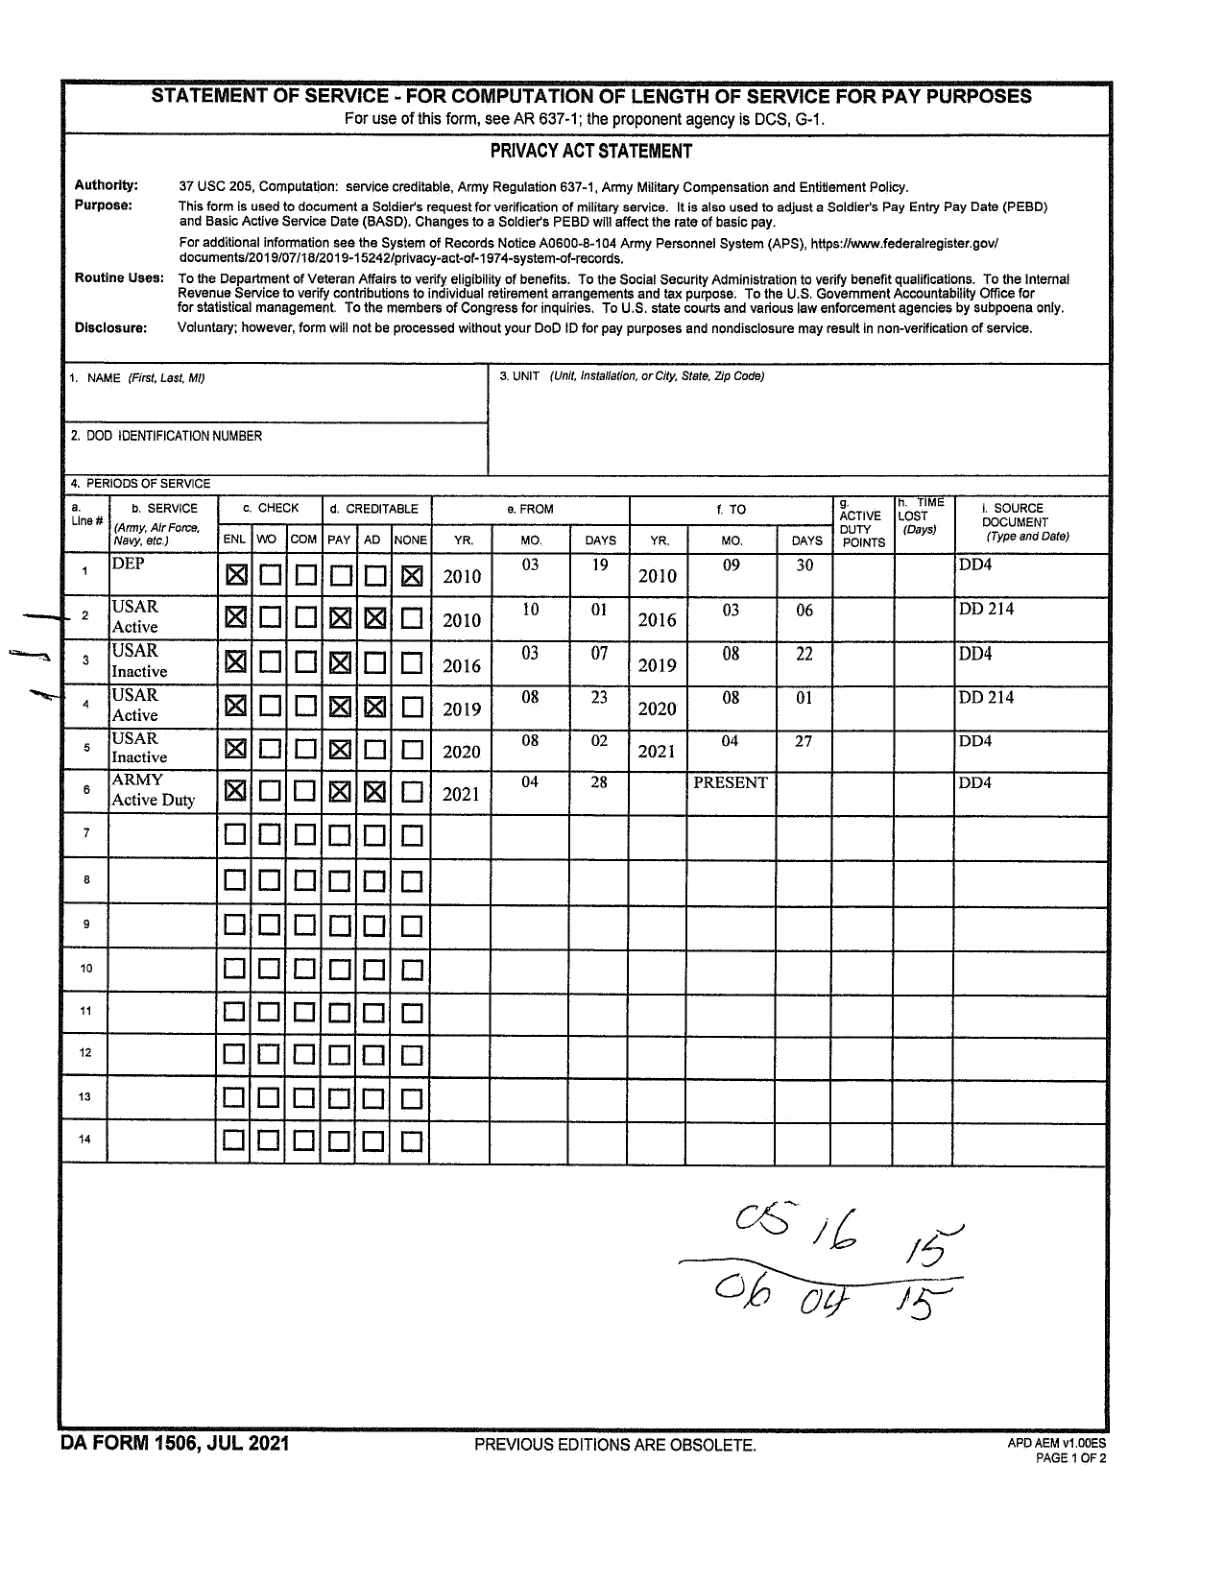 STATEMENT OF SERVICE - FOR COMPUTATION OF LENGTH OF SERVICE FOR PAY PURPOSES
For use of this form, see AR 637-1; the proponent agency is DCS, G-1.
PRIVACY ACT STATEMENT
Authority: 37 USC 205, Computation: service creditable, Army Regulation 637-1, Army Military Compensation and Entitlement Policy.
Purpose: This form is used to document a Soldier's request for verification of military service. It is also used to adjust a Soldier's Pay Entry Pay Date (PEBD)
and Basic Active Service Date (BASD). Changes to a Soldier's PEBD will affect the rate of basic pay.
For additional information see the System of Records Notice A0600-8-104 Army Personnel System (APS), https://www.federalregister.gov/
documents/2019/07/18/2019-15242/privacy-act-of-1974-system-of-records.
Routine Uses: To the Department of Veteran Affairs to verify eligibility of benefits. To the Social Security Administration to verify benefit qualifications. To the Internal
Revenue Service to verify contributions to individual retirement arrangements and tax purpose. To the U.S. Government Accountability Office for
for statistical management. To the members of Congress for inquiries. To U.S. state courts and various law enforcement agencies by subpoena only.
Disclosure: Voluntary; however, form will not be processed without your DoD ID for pay purposes and nondisclosure may result in non-verification of service.
1. NAME (First, Last, MI)
3. UNIT (Unit, Installation, or City, State, Zip Code)
2. DOD IDENTIFICATION NUMBER
4. PERIODS OF SERVICE
a. Line # b. SERVICE (Army, Air Force, Navy, etc.) c. CHECK d. CREDITABLE e. FROM f. TO g. ACTIVE DUTY POINTS h. TIME LOST (Days) i. SOURCE DOCUMENT (Type and Date)
ENL WO COM PAY AD NONE YR. MO. DAYS YR. MO. DAYS
1 DEP 2010 03 19 2010 09 30 DD4
2 USAR Active 2010 10 01 2016 03 06 DD 214
3 USAR Inactive 2016 03 07 2019 08 22 DD4
4 USAR Active 2019 08 23 2020 08 01 DD 214
5 USAR Inactive 2020 08 02 2021 04 27 DD4
6 ARMY Active Duty 2021 04 28 PRESENT DD4
7
8
9
10
11
12
13
14
05 16 15
06 04 15
DA FORM 1506, JUL 2021
PREVIOUS EDITIONS ARE OBSOLETE.
APD AEM v1.00ES
PAGE 1 OF 2